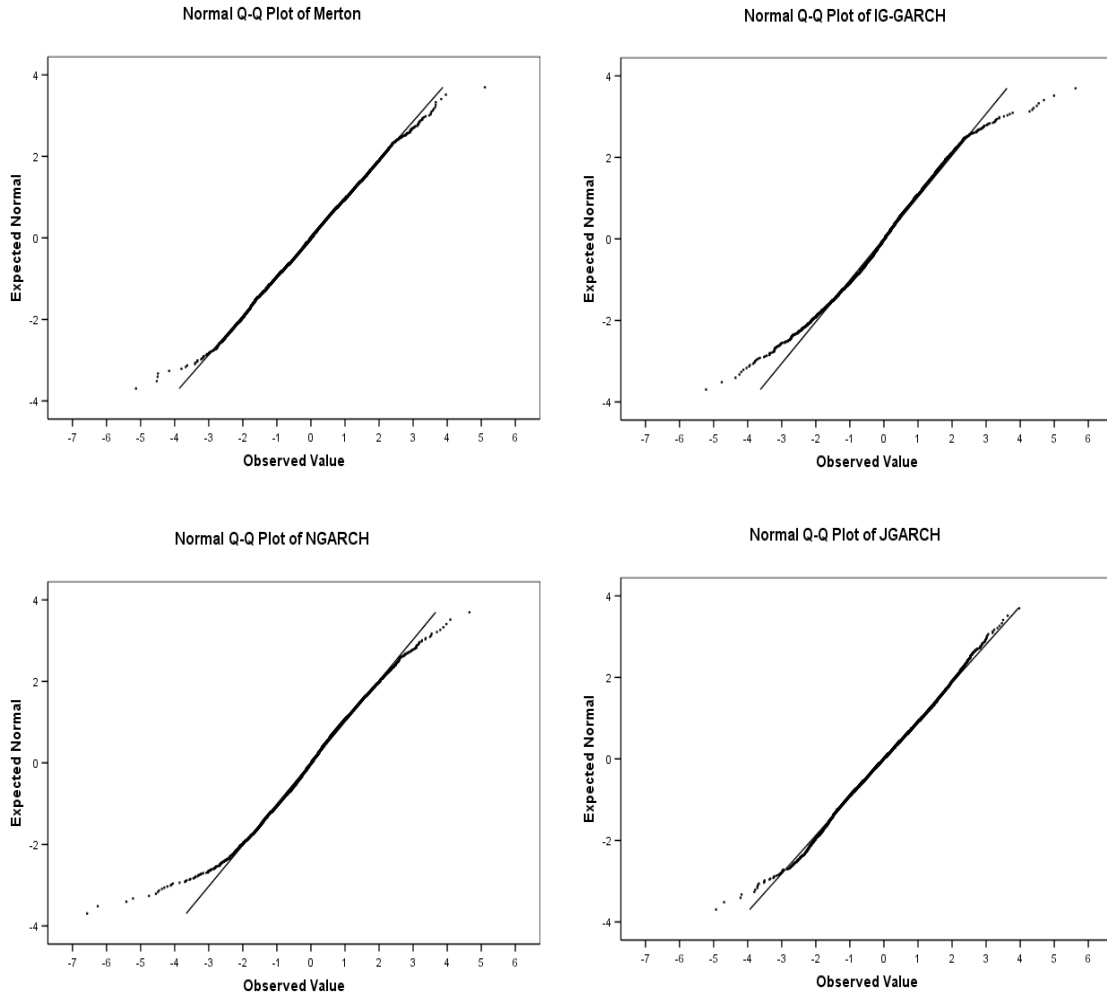 Normal Q-Q Plot of Merton
Expected Normal
4
2
0
-2
-4
-7 -6 -5 -4 -3 -2 -1 0 1 2 3 4 5 6
Observed Value
Normal Q-Q Plot of IG-GARCH
Expected Normal
4
2
0
-2
-4
-7 -6 -5 -4 -3 -2 -1 0 1 2 3 4 5 6
Observed Value
Normal Q-Q Plot of NGARCH
Expected Normal
4
2
0
-2
-4
-7 -6 -5 -4 -3 -2 -1 0 1 2 3 4 5 6
Observed Value
Normal Q-Q Plot of JGARCH
Expected Normal
4
2
0
-2
-4
-7 -6 -5 -4 -3 -2 -1 0 1 2 3 4 5 6
Observed Value